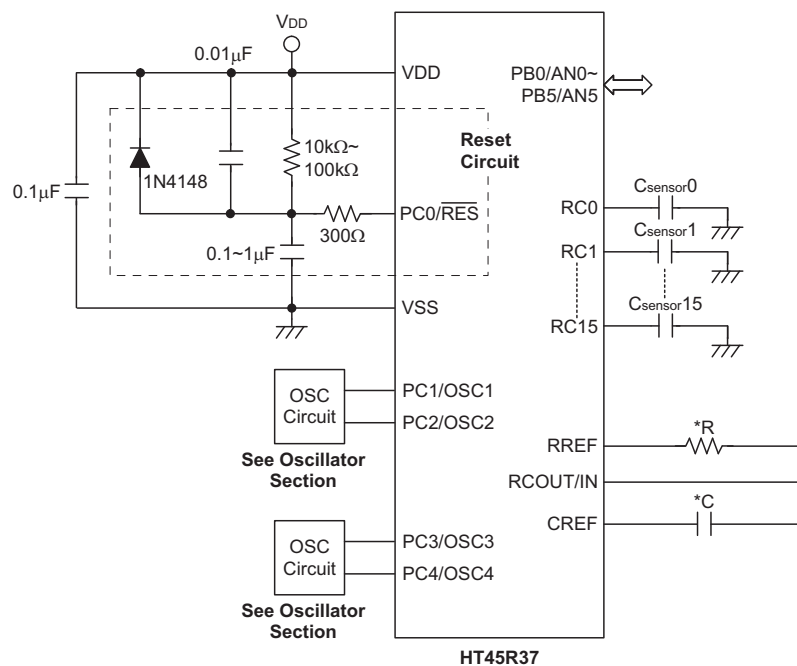 VDD
0.01µF
VDD
PB0/AN0~
PB5/AN5
Reset
Circuit
10kΩ~
100kΩ
1N4148
0.1µF
300Ω
PC0/RES
0.1~1µF
VSS
RC0
Csensor0
RC1
Csensor1
RC15
Csensor15
OSC
Circuit
PC1/OSC1
PC2/OSC2
See Oscillator
Section
RREF
*R
RCOUT/IN
CREF
*C
OSC
Circuit
PC3/OSC3
PC4/OSC4
See Oscillator
Section
HT45R37